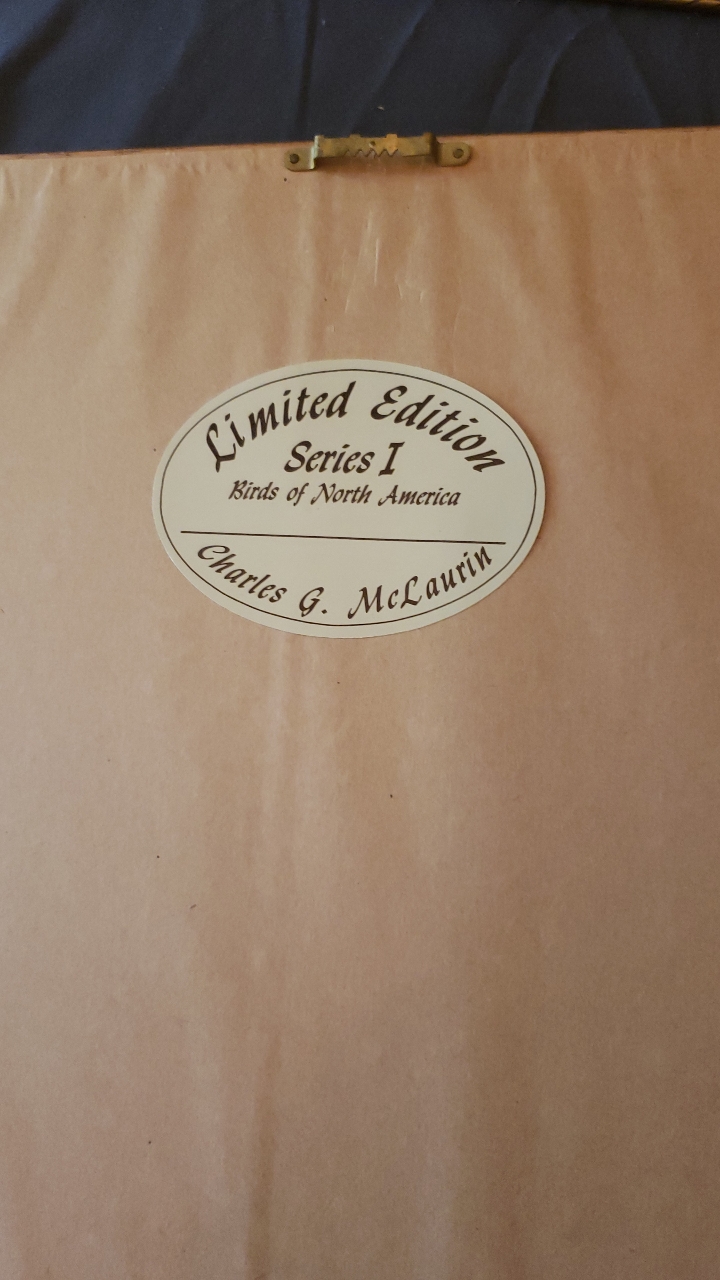 Limited Edition
Series I
Birds of North America
Charles G. McLaurin